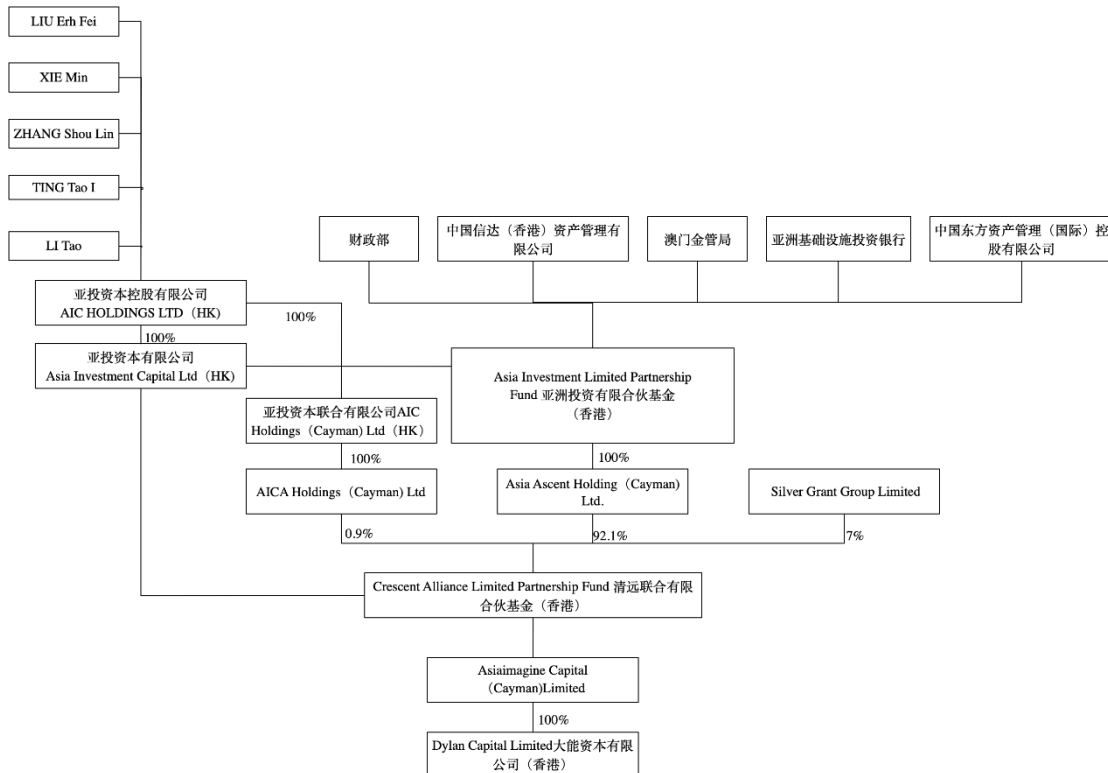 LIU Erh Fei
XIE Min
ZHANG Shou Lin
TING Tao I
LI Tao
财政部
中国信达（香港）资产管理有
限公司
澳门金管局
亚洲基础设施投资银行
中国东方资产管理（国际）控
股有限公司
亚投资本控股有限公司
AIC HOLDINGS LTD（HK)
100%
100%
亚投资本有限公司
Asia Investment Capital Ltd（HK)
Asia Investment Limited Partnership
Fund 亚洲投资有限合伙基金
（香港）
亚投资本联合有限公司AIC
Holdings（Cayman) Ltd（HK）
100%
100%
AICA Holdings（Cayman) Ltd
Asia Ascent Holding（Cayman)
Ltd.
Silver Grant Group Limited
0.9%
92.1%
7%
Crescent Alliance Limited Partnership Fund 清远联合有限
合伙基金（香港）
Asiaimagine Capital
（Cayman)Limited
100%
Dylan Capital Limited大能资本有限
公司（香港）